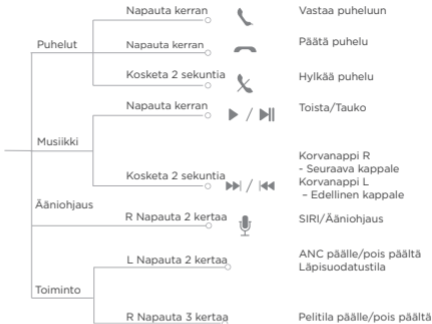 Puhelut
Napauta kerran
Vastaa puheluun
Napauta kerran
Päätä puhelu
Kosketa 2 sekuntia
Hylkää puhelu
Musiikki
Napauta kerran
/
Toista/Tauko
Kosketa 2 sekuntia
/
Korvanappi R
- Seuraava kappale
Korvanappi L
– Edellinen kappale
Ääniohjaus
R Napauta 2 kertaa
SIRI/Ääniohjaus
Toiminto
L Napauta 2 kertaa
ANC päälle/pois päältä
Läpisuodatustila
R Napauta 3 kertaa
Pelitila päälle/pois päältä